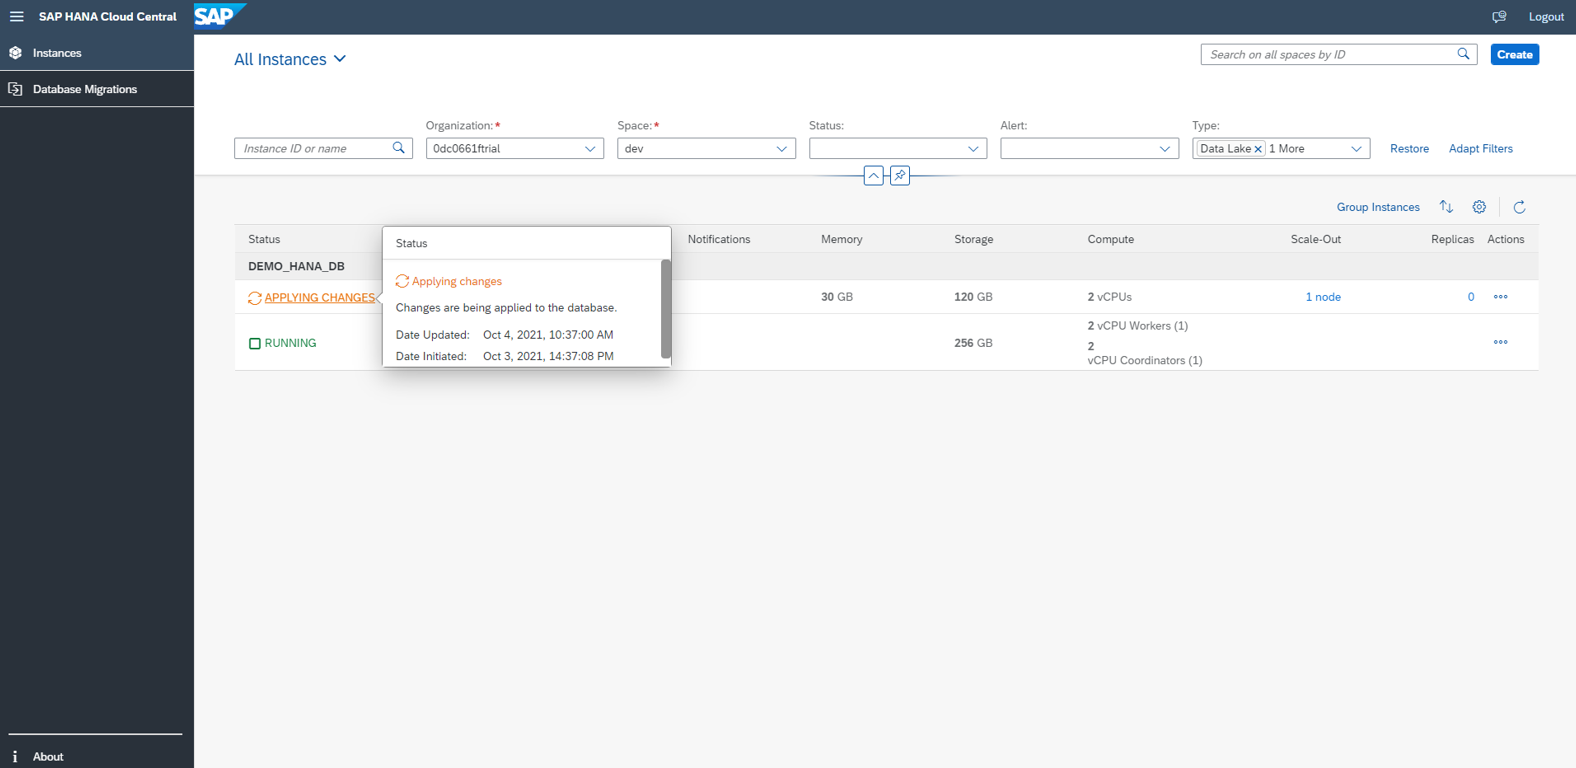 SAP HANA Cloud Central
SAP
Logout
Instances
Database Migrations
All Instances
Search on all spaces by ID
Create
Organization:*
Space:*
Status:
Alert:
Type:
Instance ID or name
0dc0661ftrial
dev
Data Lake
1 More
Restore
Adapt Filters
Group Instances
Status
Notifications
Memory
Storage
Compute
Scale-Out
Replicas
Actions
DEMO_HANA_DB
APPLYING CHANGES
30 GB
120 GB
2 vCPUs
1 node
0
RUNNING
256 GB
2 vCPU Workers (1)
2
vCPU Coordinators (1)
Status
Applying changes
Changes are being applied to the database.
Date Updated: Oct 4, 2021, 10:37:00 AM
Date Initiated: Oct 3, 2021, 14:37:08 PM
i About